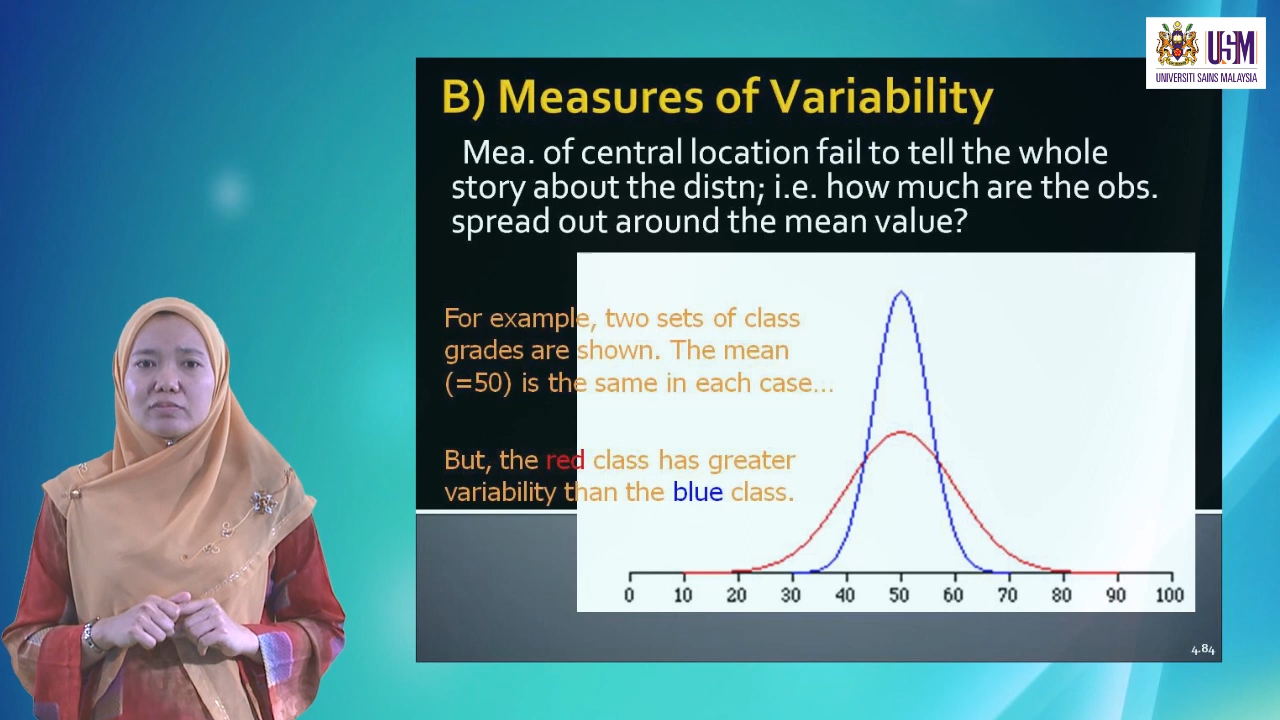 USM
UNIVERSITI SAINS MALAYSIA
B) Measures of Variability
Mea. of central location fail to tell the whole
story about the distn; i.e. how much are the obs.
spread out around the mean value?
For example, two sets of class
grades are shown. The mean
(=50) is the same in each case...
But, the red class has greater
variability than the blue class.
0 10 20 30 40 50 60 70 80 90 100
4.84